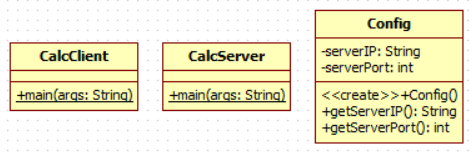 CalcClient
+main(args: String)
CalcServer
+main(args: String)
Config
-serverIP: String
-serverPort: int
<<create>>+Config()
+getServerIP(): String
+getServerPort(): int